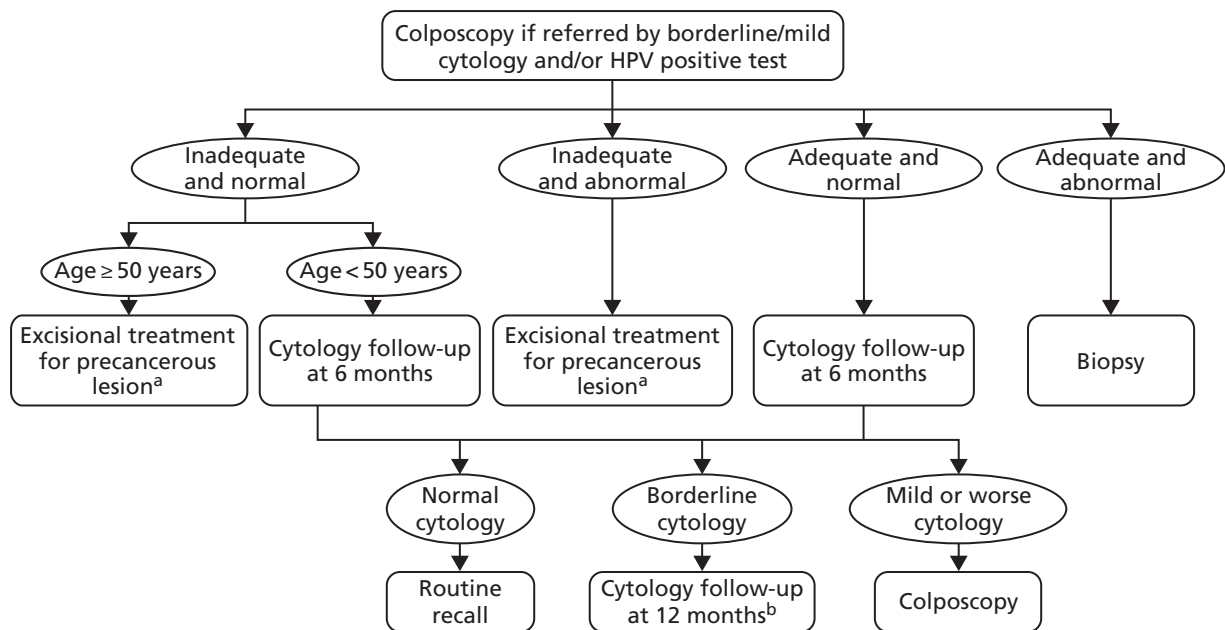 Colposcopy if referred by borderline/mild
cytology and/or HPV positive test
Inadequate
and normal
Inadequate
and abnormal
Adequate and
normal
Adequate and
abnormal
Age ≥ 50 years
Age < 50 years
Excisional treatment
for precancerous
lesionᵃ
Cytology follow-up
at 6 months
Excisional treatment
for precancerous
lesionᵃ
Cytology follow-up
at 6 months
Biopsy
Normal
cytology
Borderline
cytology
Mild or worse
cytology
Routine
recall
Cytology follow-up
at 12 monthsᵇ
Colposcopy